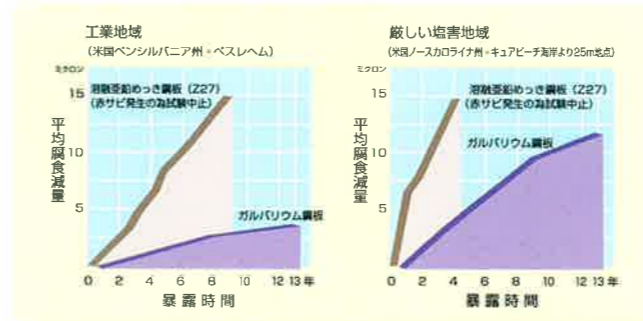 工業地域
(米国ペンシルバニア州・ベスレヘム)
ミクロン
溶融亜鉛めっき鋼板(Z27)
(赤サビ発生の為試験中止)
ガルバリウム鋼板
平均腐食減量
15
10
5
0 2 4 6 8 10 12 13年
暴露時間
厳しい塩害地域
(米国ノースカロライナ州・キュアビーチ海岸より25m地点)
ミクロン
溶融亜鉛めっき鋼板(Z27)
(赤サビ発生の為試験中止)
ガルバリウム鋼板
平均腐食減量
15
10
5
0 2 4 6 8 10 12 13年
暴露時間